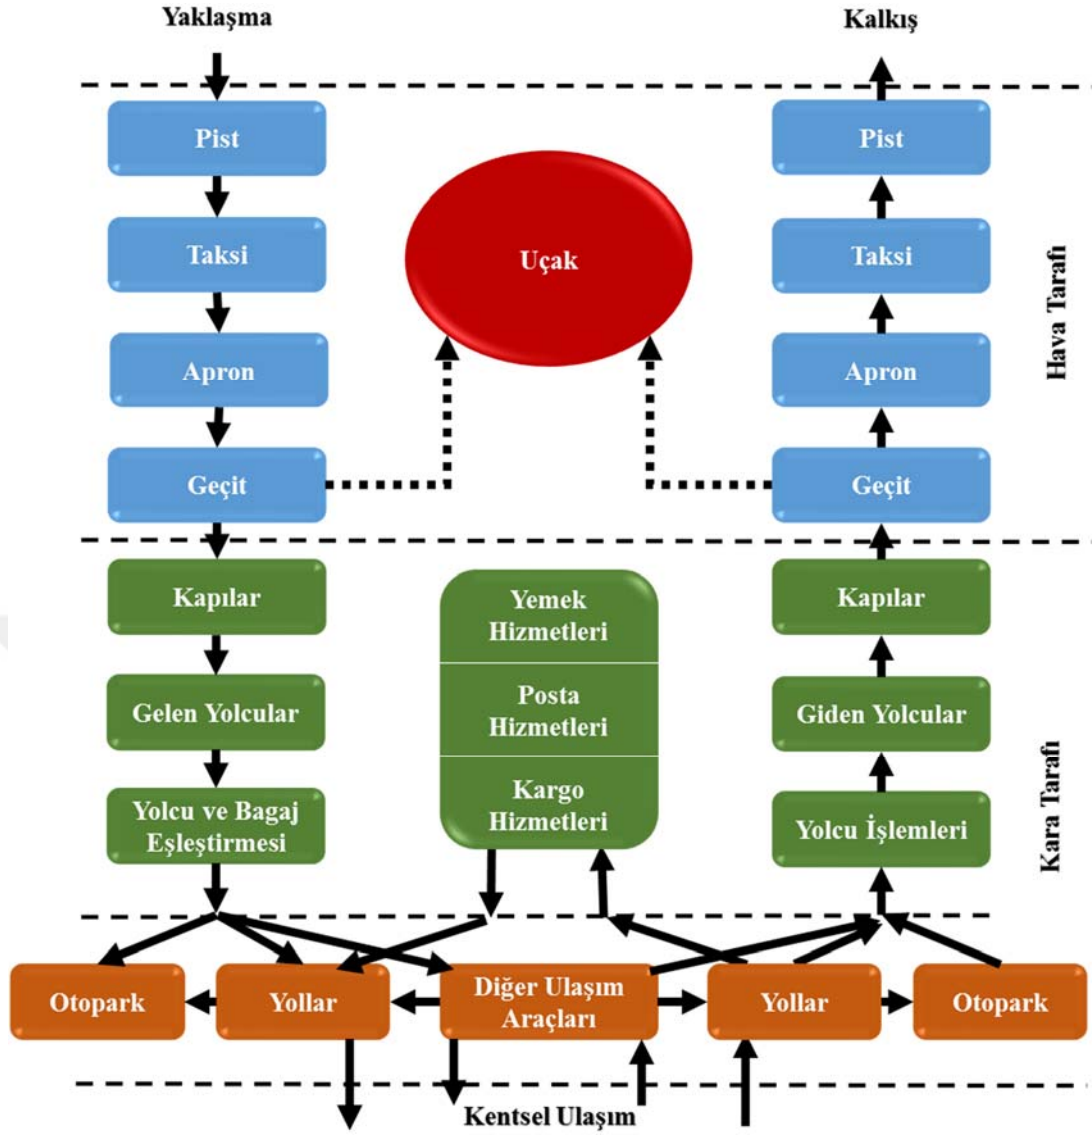 Yaklaşma
Kalkış
Pist
Pist
Taksi
Uçak
Taksi
Apron
Apron
Geçit
Geçit
Hava Tarafı
Kapılar
Yemek
Hizmetleri
Kapılar
Gelen Yolcular
Posta
Hizmetleri
Giden Yolcular
Yolcu ve Bagaj
Eşleştirmesi
Kargo
Hizmetleri
Yolcu İşlemleri
Kara Tarafı
Otopark
Yollar
Diğer Ulaşım
Araçları
Yollar
Otopark
Kentsel Ulaşım